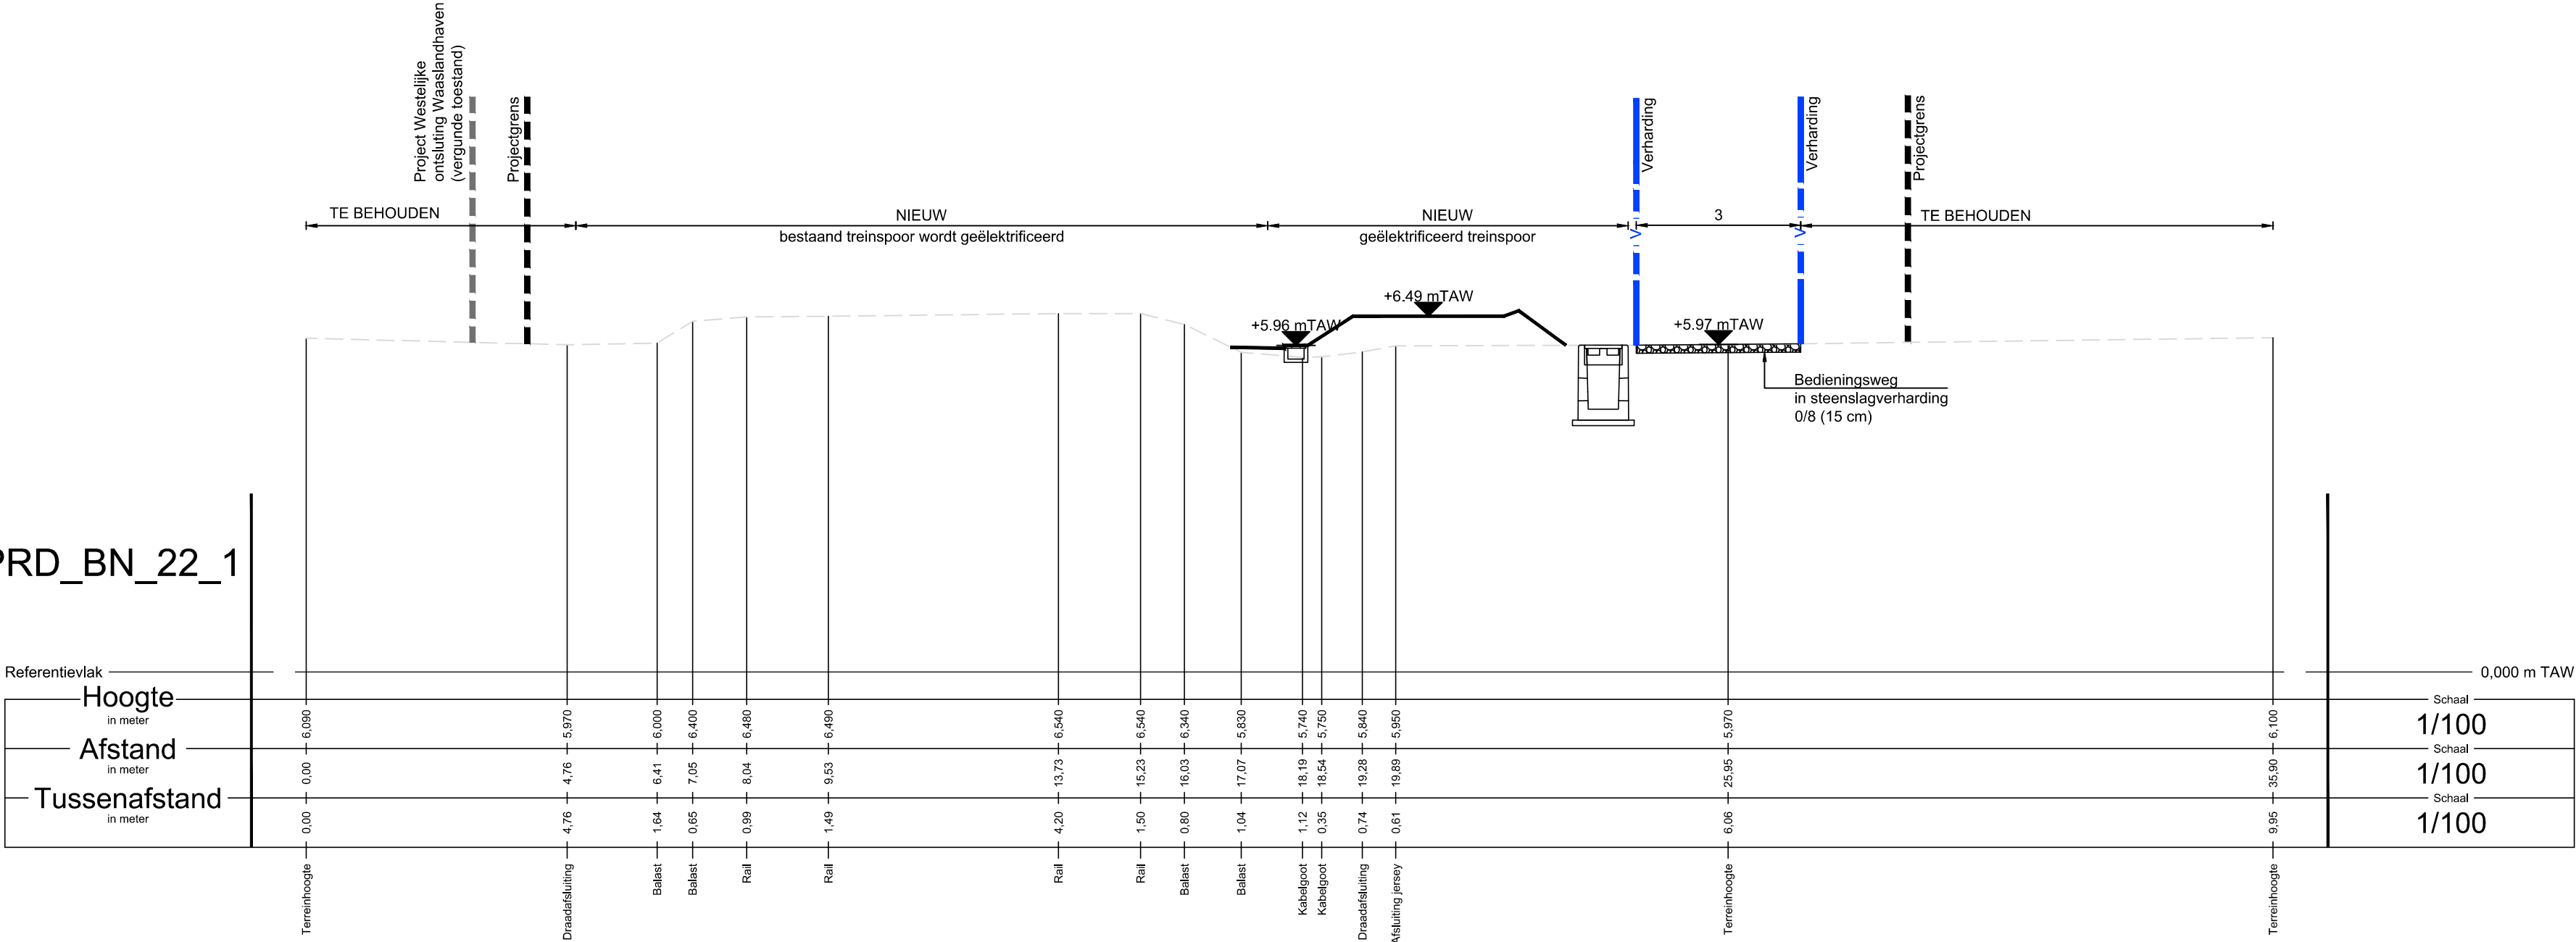 Project Westelijke
ontsluiting Waaslandhaven
(vergunde toestand)
Projectgrens
Verharding
Verharding
Projectgrens
TE BEHOUDEN
NIEUW
bestaand treinspoor wordt geëlektrificeerd
NIEUW
geëlektrificeerd treinspoor
3
TE BEHOUDEN
V
V
+5.96 mTAW
+6.49 mTAW
+5.97 mTAW
Bedieningsweg
in steenslagverharding
0/8 (15 cm)
PRD_BN_22_1
Referentievlak
0,000 m TAW
Hoogte
in meter
6,090 5,970 6,000 6,400 6,480 6,490 6,540 6,540 6,340 5,830 5,740 5,750 5,840 5,950 5,970 6,100
Schaal
1/100
Afstand
in meter
0,00 4,76 6,41 7,05 8,04 9,53 13,73 15,23 16,03 17,07 18,19 18,54 19,28 19,89 25,95 35,90
Schaal
1/100
Tussenafstand
in meter
0,00 4,76 1,64 0,65 0,99 1,49 4,20 1,50 0,80 1,04 1,12 0,35 0,74 0,61 6,06 9,95
Schaal
1/100
Terreinhoogte
Draadafsluiting
Balast
Balast
Rail
Rail
Rail
Rail
Balast
Balast
Kabelgoot
Kabelgoot
Draadafsluiting
Afsluiting jersey
Terreinhoogte
Terreinhoogte